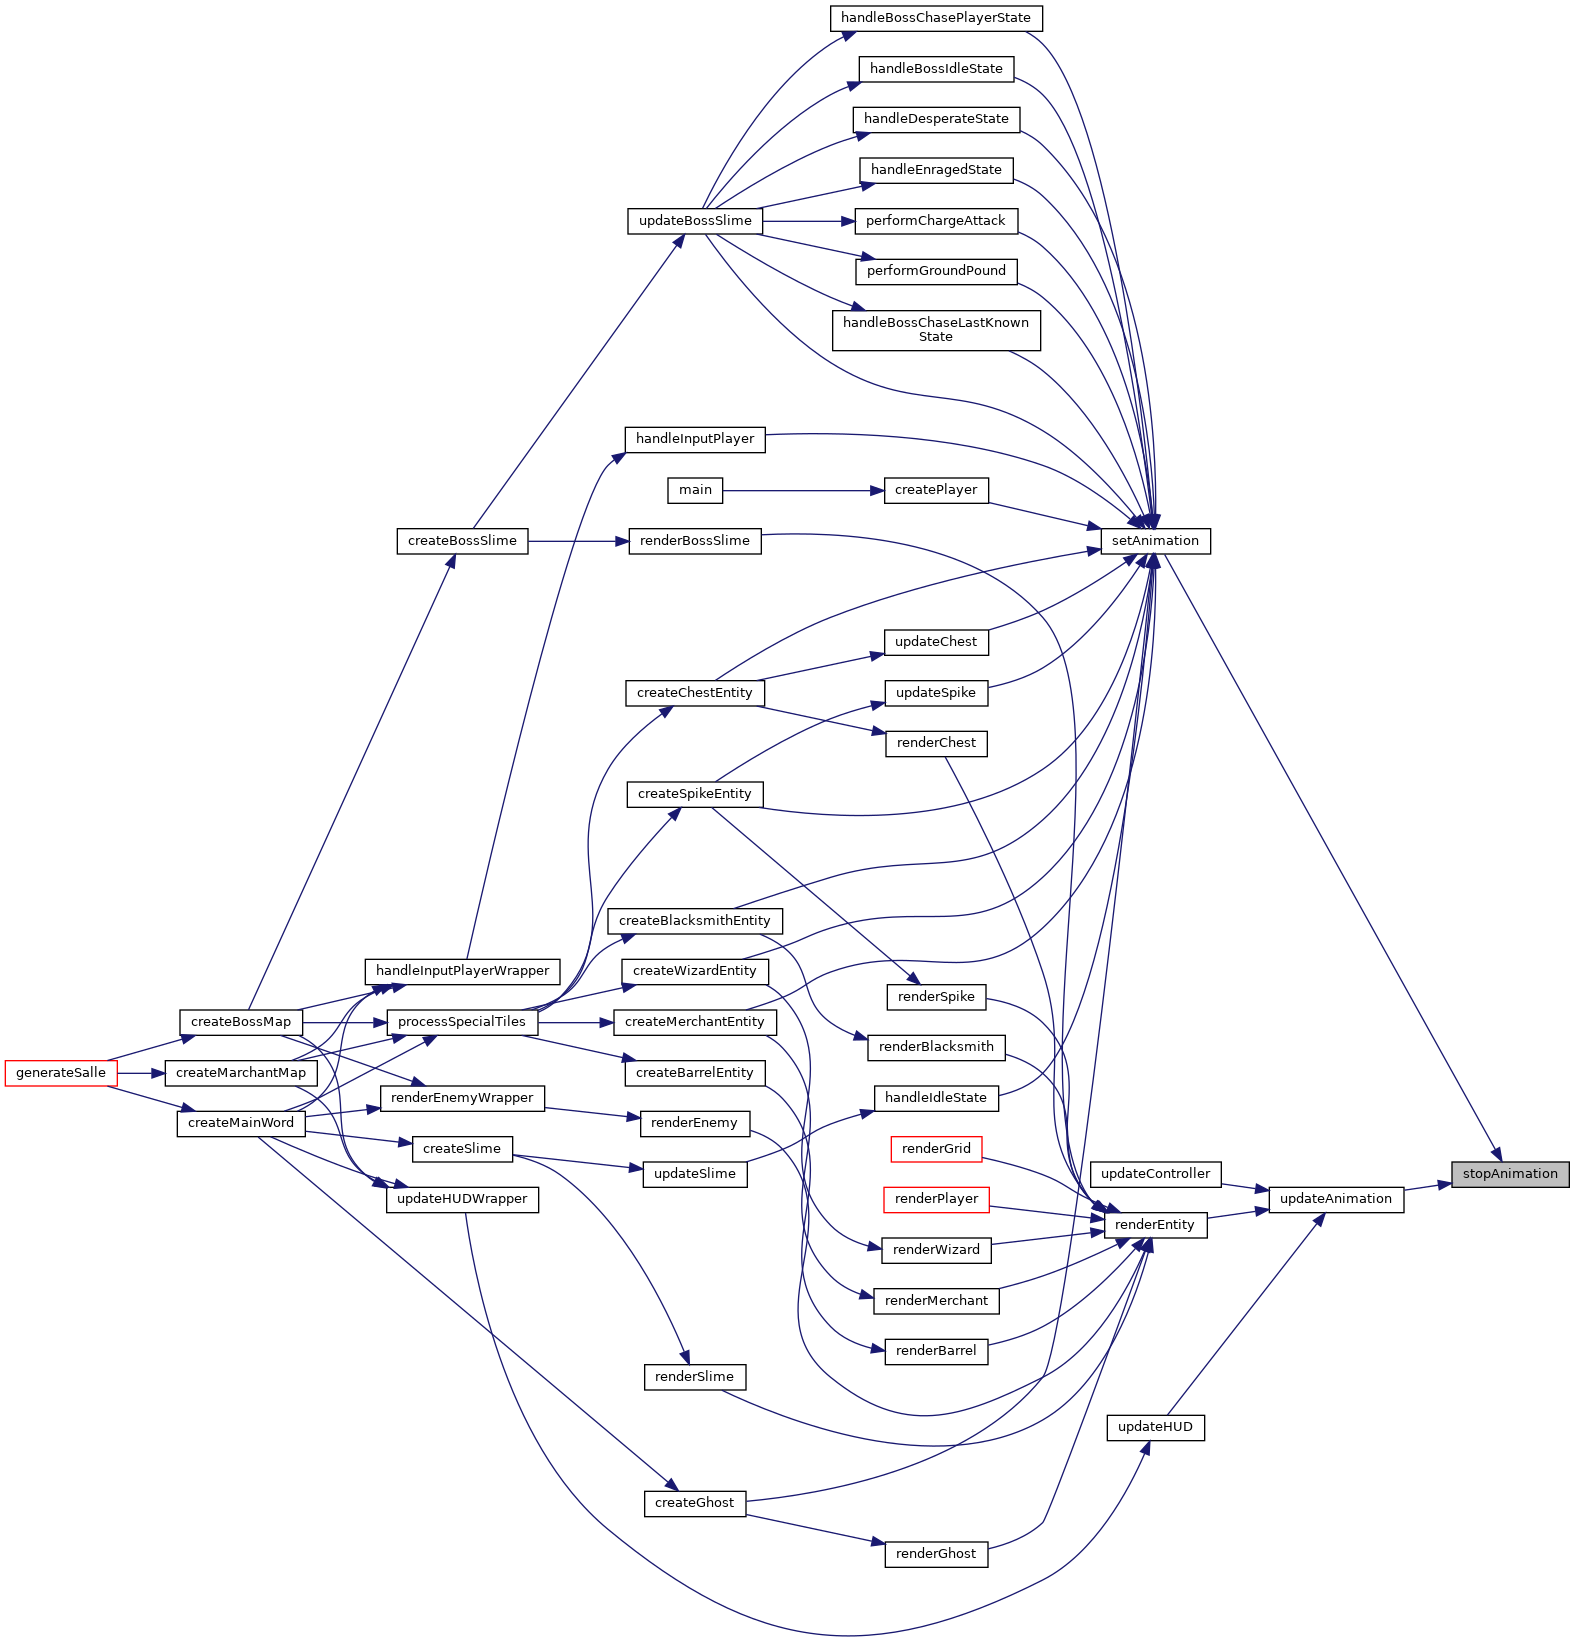 handleBossChasePlayerState
handleBossIdleState
handleDesperateState
handleEnragedState
updateBossSlime
performChargeAttack
performGroundPound
handleBossChaseLastKnown
State
handleInputPlayer
main
createPlayer
createBossSlime
renderBossSlime
setAnimation
updateChest
createChestEntity
updateSpike
renderChest
createSpikeEntity
createBlacksmithEntity
handleInputPlayerWrapper
createWizardEntity
renderSpike
createBossMap
processSpecialTiles
createMerchantEntity
renderBlacksmith
generateSalle
createMarchantMap
createBarrelEntity
renderEnemyWrapper
handleIdleState
createMainWord
renderEnemy
createSlime
renderGrid
updateSlime
updateController
stopAnimation
updateHUDWrapper
renderPlayer
updateAnimation
renderEntity
renderWizard
renderMerchant
renderBarrel
renderSlime
updateHUD
createGhost
renderGhost